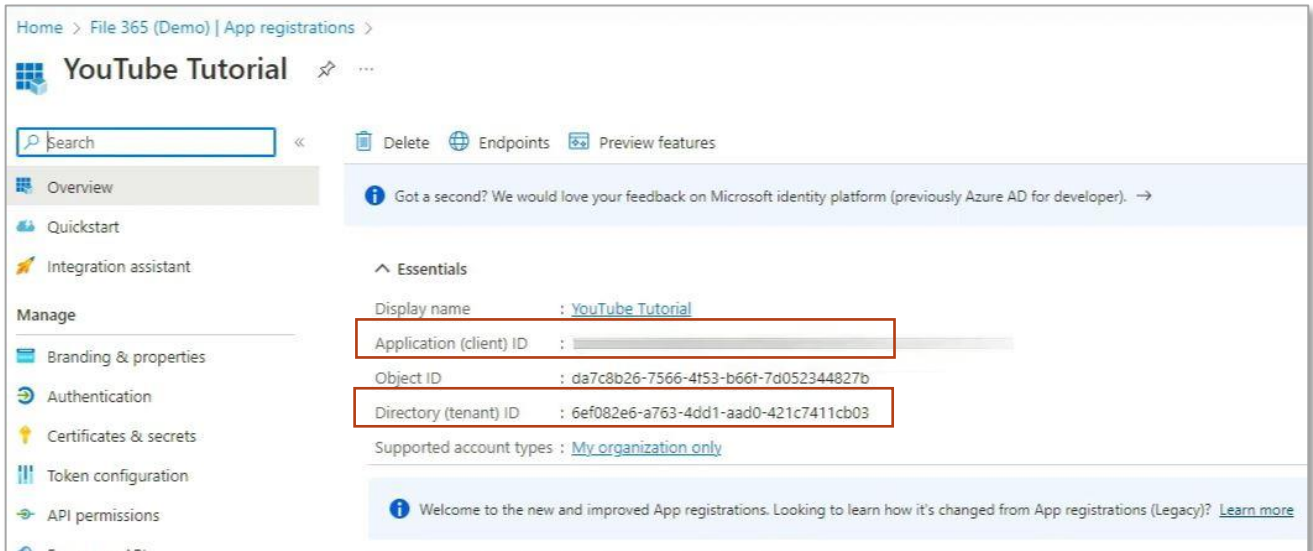 Home > File 365 (Demo) | App registrations >
YouTube Tutorial ...
Search «
Delete Endpoints Preview features
Overview
Got a second? We would love your feedback on Microsoft identity platform (previously Azure AD for developer). →
Quickstart
Integration assistant
Essentials
Manage
Display name : YouTube Tutorial
Application (client) ID :
Branding & properties
Object ID : da7c8b26-7566-4f53-b66f-7d052344827b
Authentication
Directory (tenant) ID : 6ef082e6-a763-4dd1-aad0-421c7411cb03
Certificates & secrets
Supported account types : My organization only
Token configuration
API permissions
Welcome to the new and improved App registrations. Looking to learn how it's changed from App registrations (Legacy)? Learn more